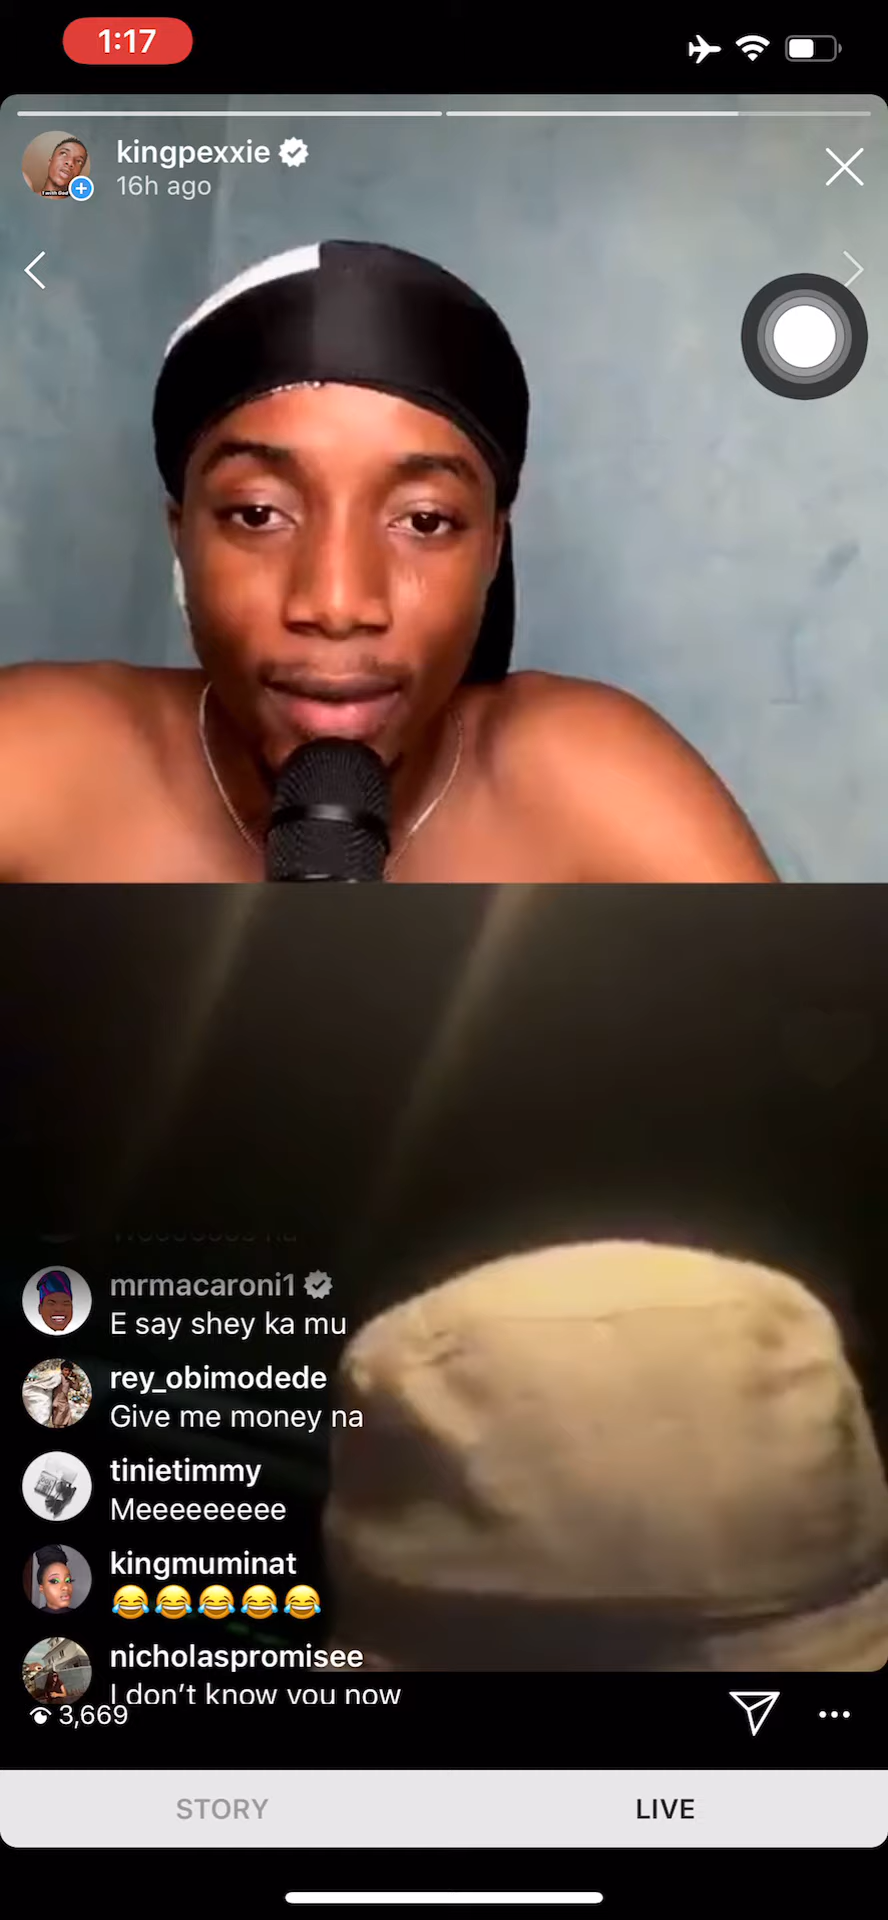 1:17
kingpexxie
16h ago
mrmacaroni1
E say shey ka mu
rey_obimodede
Give me money na
tinietimmy
Meeeeeeeee
kingmuminat
😂😂😂😂😂
nicholaspromisee
I don't know you now
3,669
STORY
LIVE